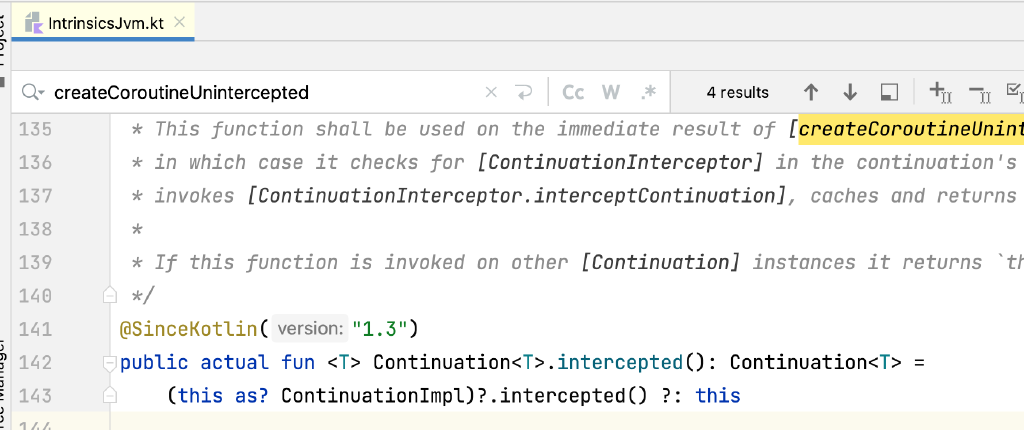 IntrinsicsJvm.kt
createCoroutineUnintercepted
Cc W .* 4 results
135 * This function shall be used on the immediate result of [createCoroutineUnint
136 * in which case it checks for [ContinuationInterceptor] in the continuation's
137 * invokes [ContinuationInterceptor.interceptContinuation], caches and returns
138 *
139 * If this function is invoked on other [Continuation] instances it returns `th
140 */
141 @SinceKotlin( version: "1.3")
142 public actual fun <T> Continuation<T>.intercepted(): Continuation<T> =
143 (this as? ContinuationImpl)?.intercepted() ?: this
144